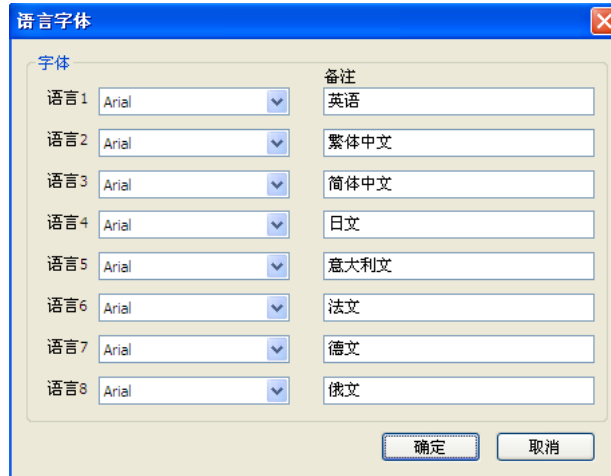 语言字体
字体
备注
语言1 Arial 英语
语言2 Arial 繁体中文
语言3 Arial 简体中文
语言4 Arial 日文
语言5 Arial 意大利文
语言6 Arial 法文
语言7 Arial 德文
语言8 Arial 俄文
确定 取消